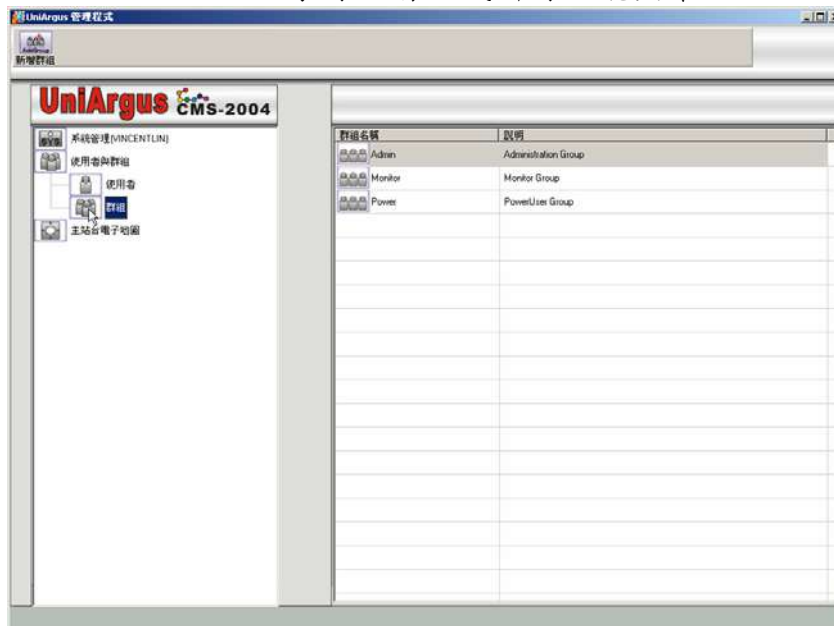 UniArgus 管理程式
新增群組
UniArgus CMS-2004
系統管理(VINCENTLIN)
使用者與群組
使用者
群組
主站台電子地圖
群組名稱 說明
Admin Administration Group
Monitor Monitor Group
Power PowerUser Group